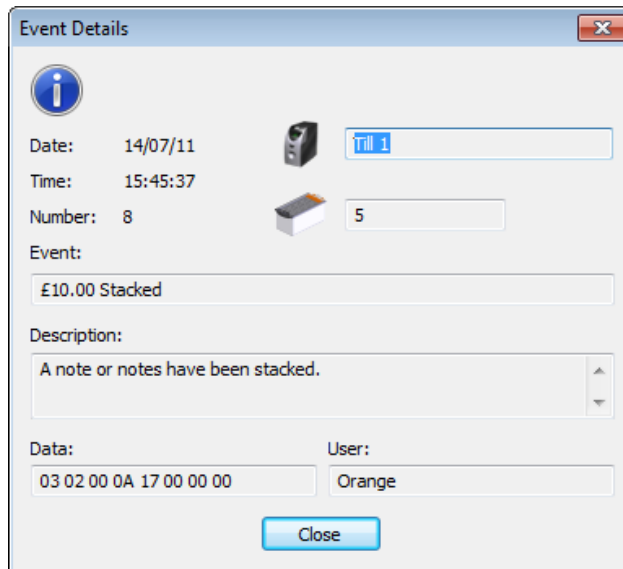 Event Details
Date: 14/07/11 Till 1
Time: 15:45:37
Number: 8 5
Event:
£10.00 Stacked
Description:
A note or notes have been stacked.
Data: User:
03 02 00 0A 17 00 00 00 Orange
Close